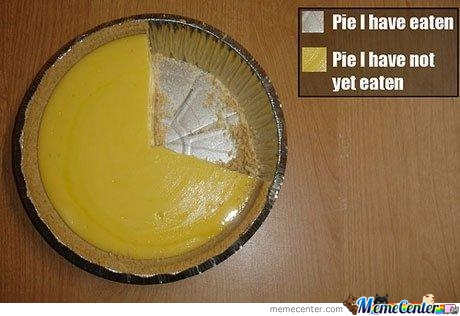 Pie I have eaten
Pie I have not
yet eaten
memecenter.com
MemeCenter